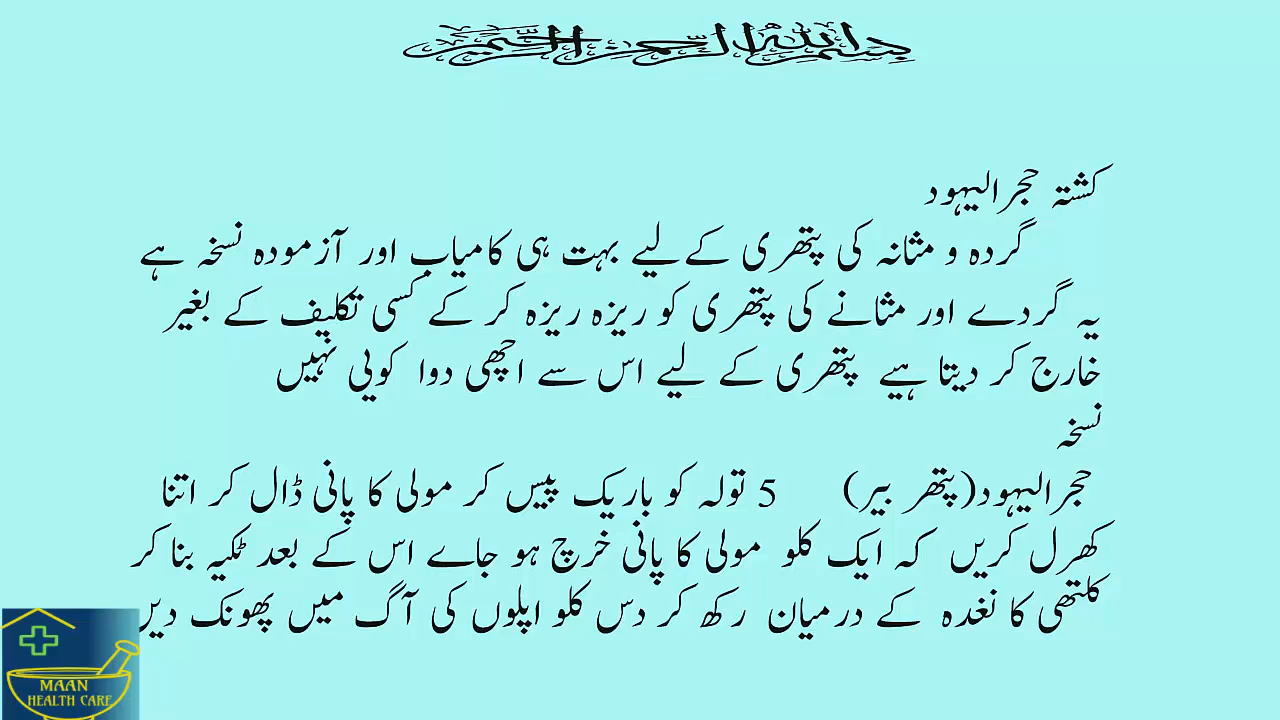 بسم الله الرحمن الرحيم
کشتہ حجرالیہود
گردہ و مثانہ کی پتھری کےلیے بہت ہی کامیاب اور آزمودہ نسخہ ہے
یہ گردے اور مثانے کی پتھری کو ریزہ ریزہ کر کے کسی تکلیف کے بغیر
خارج کر دیتا ہیے پتھری کے لیے اس سے اچھی دوا کویی نہیں
نسخہ
حجرالیہود(پتھر بیر) 5 تولہ کو باریک پیس کر مولی کا پانی ڈال کر اتنا
کھرل کریں کہ ایک کلو مولی کا پانی خرچ ہو جاے اس کے بعد ٹکیہ بنا کر
کلتھی کا نغدہ کے درمیان رکھ کر دس کلو اپلوں کی آگ میں پھونک دیں
MAAN
HEALTH CARE